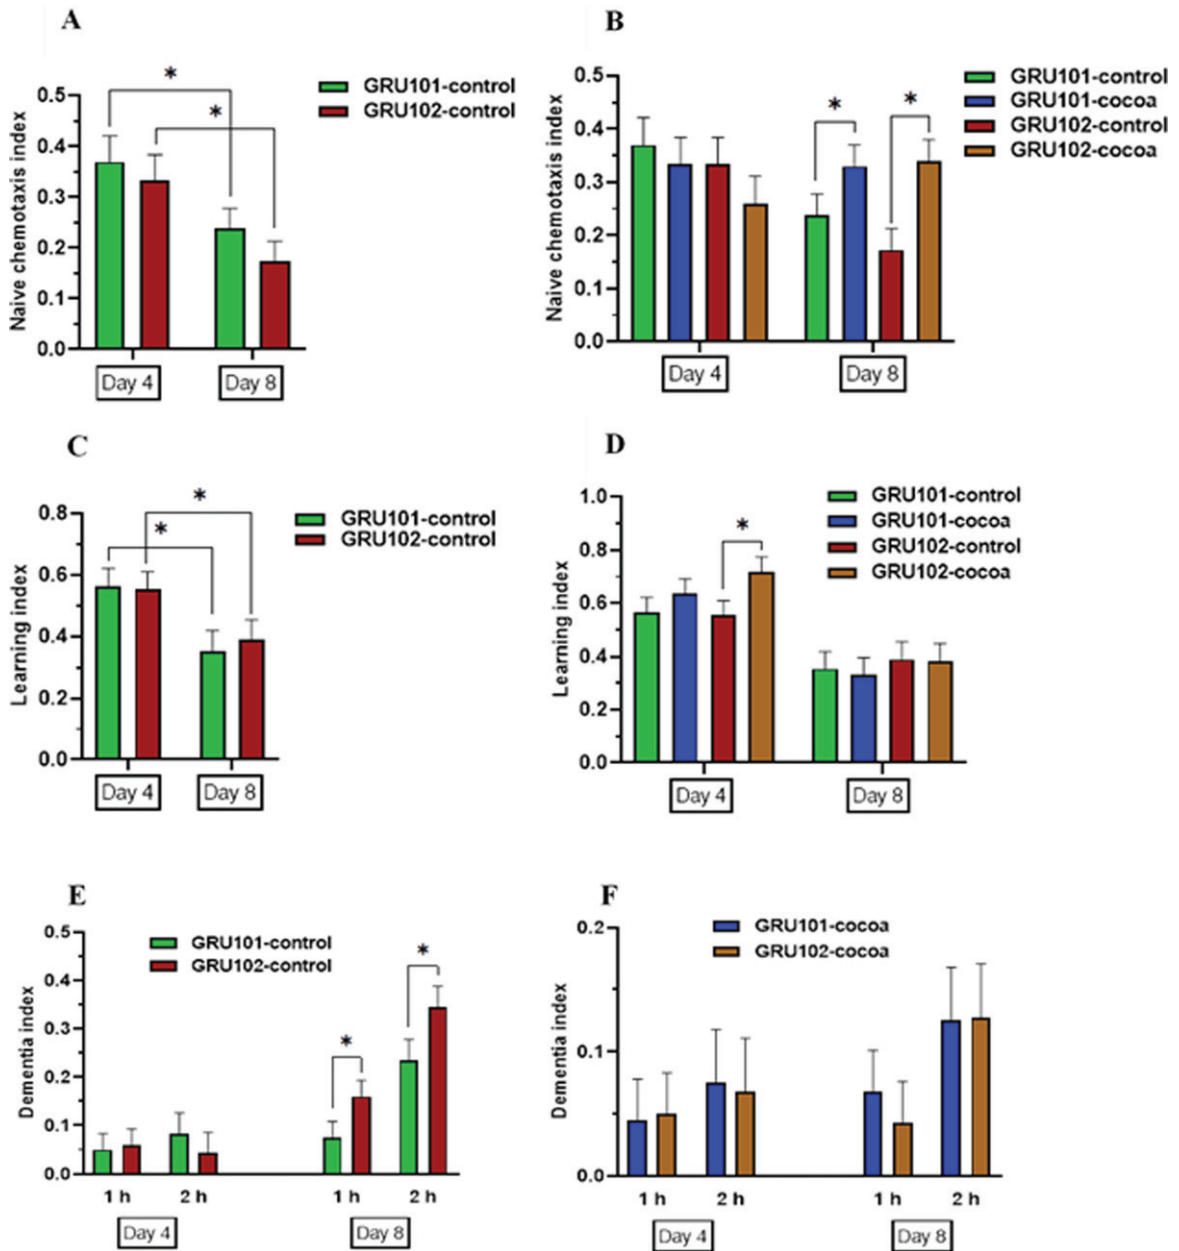 A
*
*
GRU101-control
GRU102-control
Naive chemotaxis index
0.5
0.4
0.3
0.2
0.1
0.0
Day 4
Day 8
B
*
*
GRU101-control
GRU101-cocoa
GRU102-control
GRU102-cocoa
Naive chemotaxis index
0.5
0.4
0.3
0.2
0.1
0.0
Day 4
Day 8
C
*
*
GRU101-control
GRU102-control
Learning index
0.8
0.6
0.4
0.2
0.0
Day 4
Day 8
D
*
GRU101-control
GRU101-cocoa
GRU102-control
GRU102-cocoa
Learning index
1.0
0.8
0.6
0.4
0.2
0.0
Day 4
Day 8
E
GRU101-control
GRU102-control
*
*
Dementia index
0.5
0.4
0.3
0.2
0.1
0.0
1 h 2 h 1 h 2 h
Day 4
Day 8
F
GRU101-cocoa
GRU102-cocoa
Dementia index
0.2
0.1
0.0
1 h 2 h 1 h 2 h
Day 4
Day 8